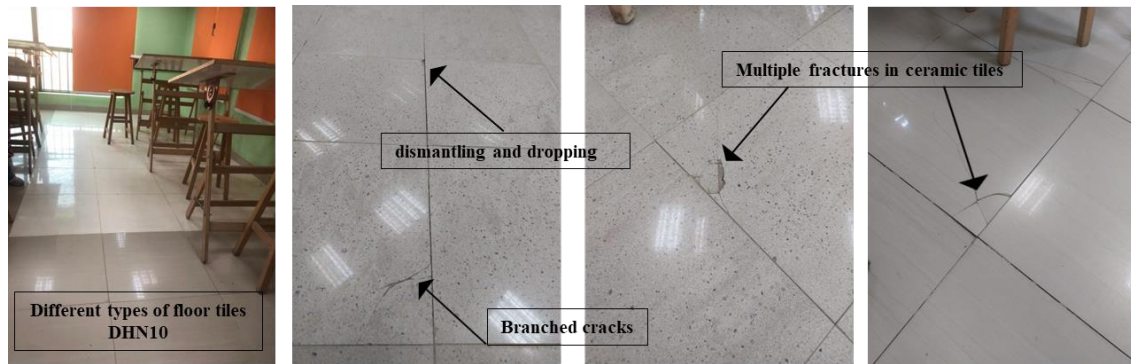 Different types of floor tiles
DHN10
dismantling and dropping
Branched cracks
Multiple fractures in ceramic tiles